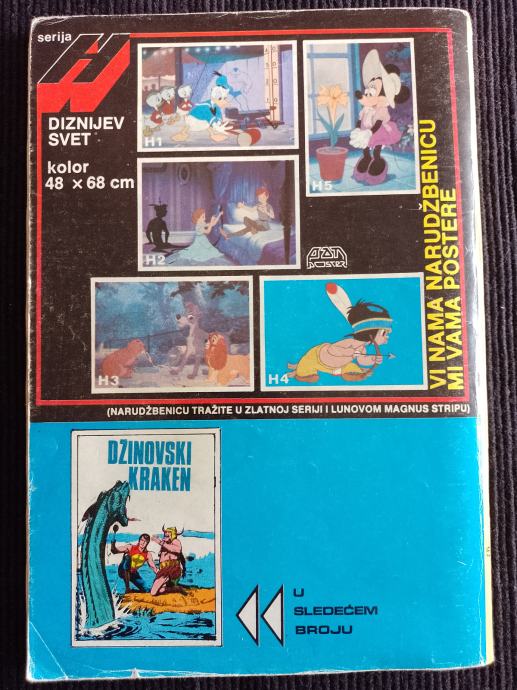 serija
H
DIZNIJEV
SVET
kolor
48 × 68 cm
H1
H5
H2
H3
H4
VI NAMA NARUDŽBENICU
MI VAMA POSTERE
(NARUDŽBENICU TRAŽITE U ZLATNOJ SERIJI I LUNOVOM MAGNUS STRIPU)
DŽINOVSKI
KRAKEN
U
SLEDEĆEM
BROJU